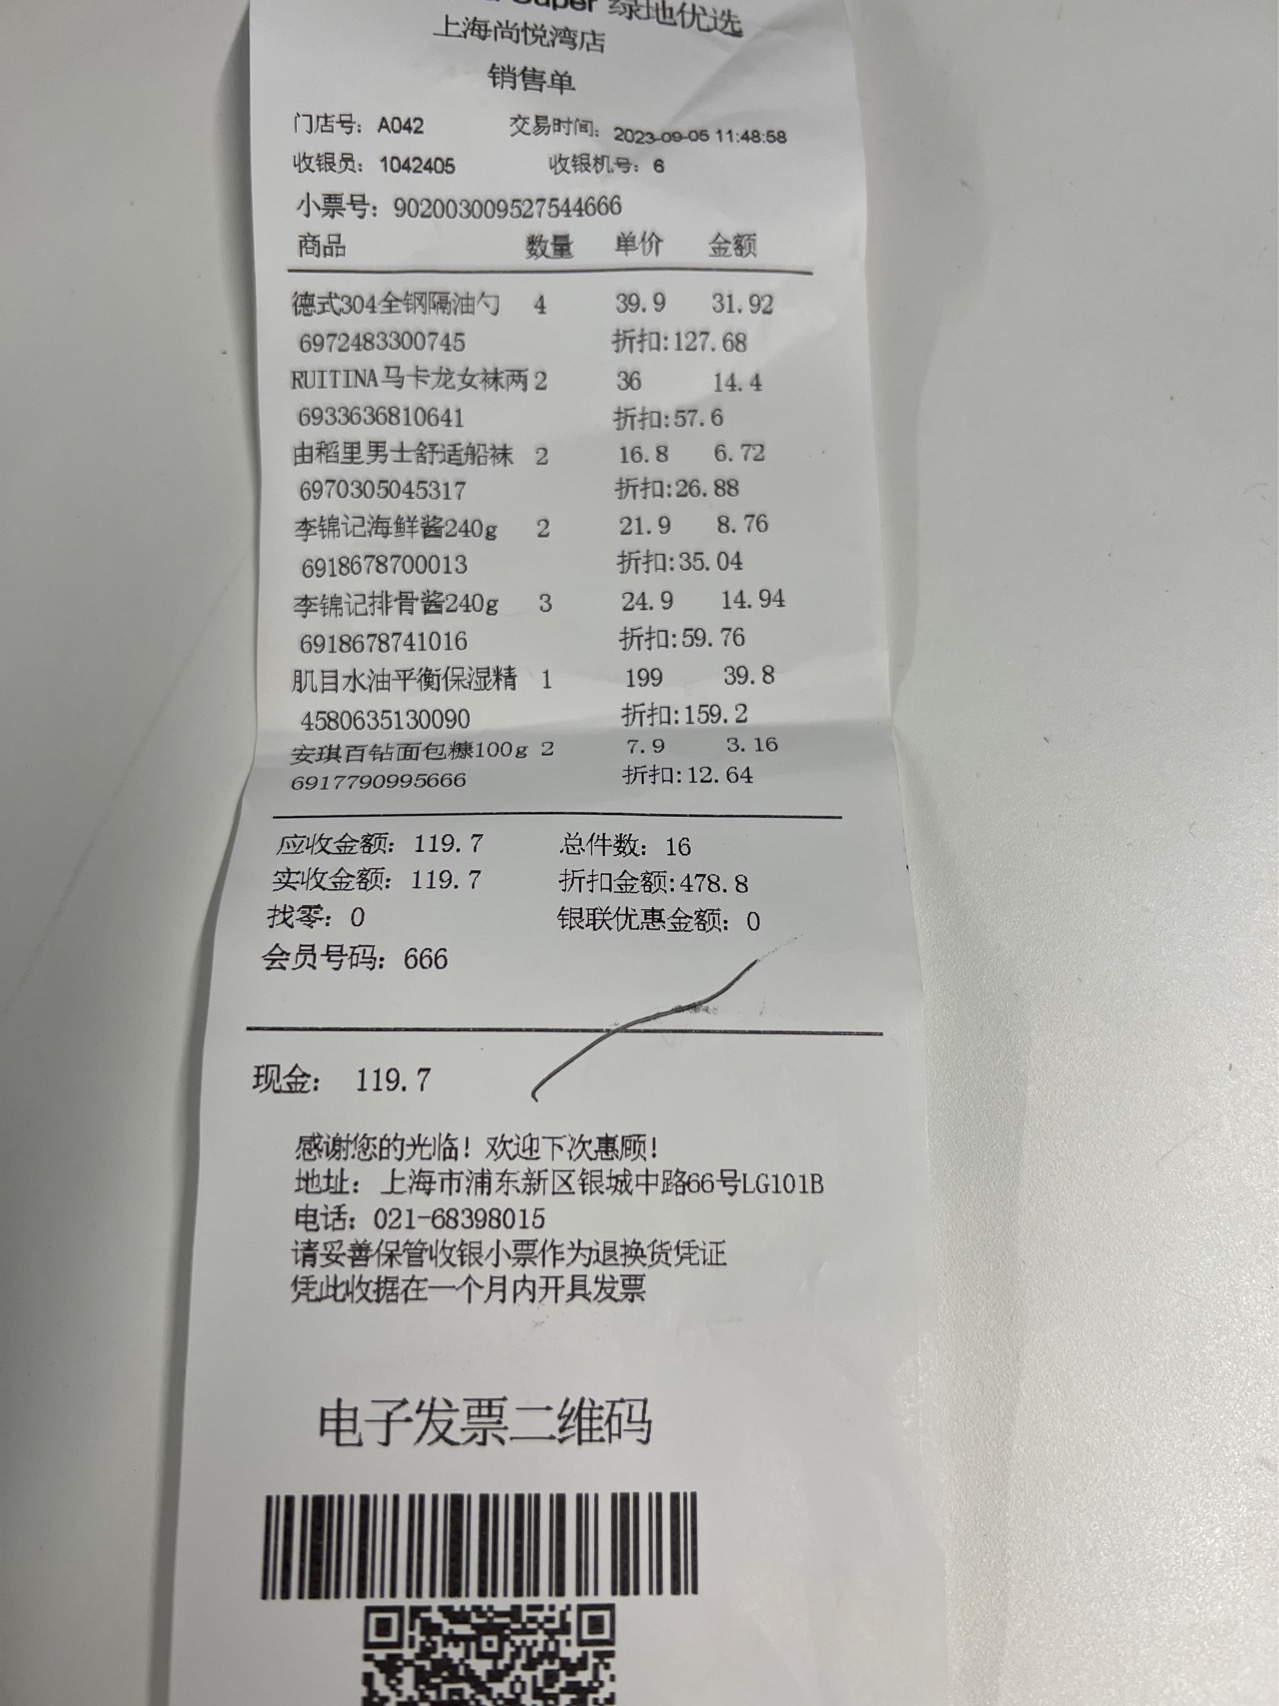 Super 绿地优选
上海尚悦湾店
销售单
门店号: A042 交易时间: 2023-09-05 11:48:58
收银员: 1042405 收银机号: 6
小票号: 902003009527544666
商品 数量 单价 金额
德式304全钢隔油勺 4 39.9 31.92
6972483300745 折扣:127.68
RUITINA马卡龙女袜两 2 36 14.4
6933636810641 折扣:57.6
由稻里男士舒适船袜 2 16.8 6.72
6970305045317 折扣:26.88
李锦记海鲜酱240g 2 21.9 8.76
6918678700013 折扣:35.04
李锦记排骨酱240g 3 24.9 14.94
6918678741016 折扣:59.76
肌目水油平衡保湿精 1 199 39.8
4580635130090 折扣:159.2
安琪百钻面包糠100g 2 7.9 3.16
6917790995666 折扣:12.64
应收金额: 119.7 总件数: 16
实收金额: 119.7 折扣金额:478.8
找零: 0 银联优惠金额: 0
会员号码: 666
现金: 119.7
感谢您的光临! 欢迎下次惠顾!
地址: 上海市浦东新区银城中路66号LG101B
电话: 021-68398015
请妥善保管收银小票作为退换货凭证
凭此收据在一个月内开具发票
电子发票二维码